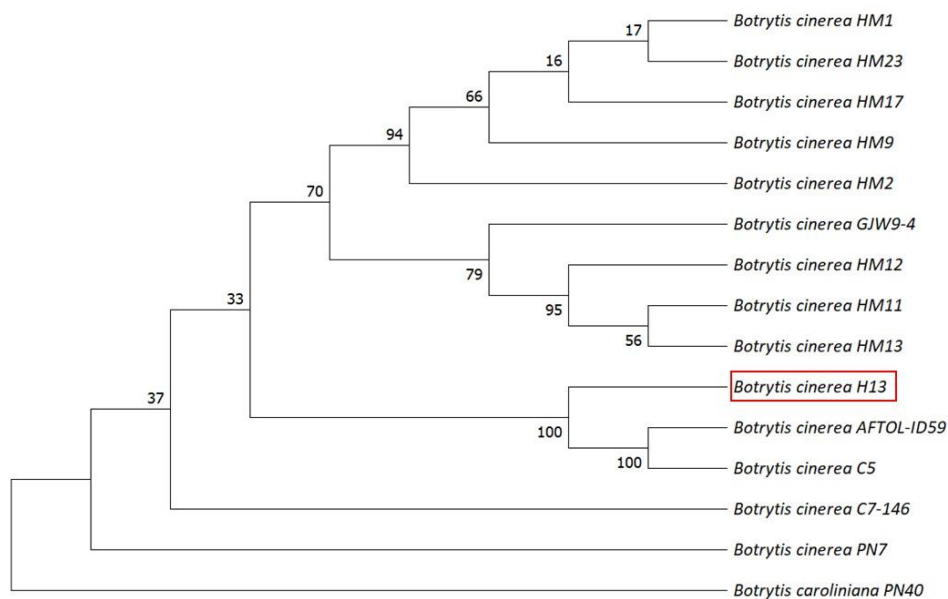 Botrytis cinerea HM1
17
Botrytis cinerea HM23
16
Botrytis cinerea HM17
66
Botrytis cinerea HM9
94
Botrytis cinerea HM2
70
Botrytis cinerea GJW9-4
79
Botrytis cinerea HM12
33
95
Botrytis cinerea HM11
56
Botrytis cinerea HM13
Botrytis cinerea H13
37
100
Botrytis cinerea AFTOL-ID59
100
Botrytis cinerea C5
Botrytis cinerea C7-146
Botrytis cinerea PN7
Botrytis caroliniana PN40